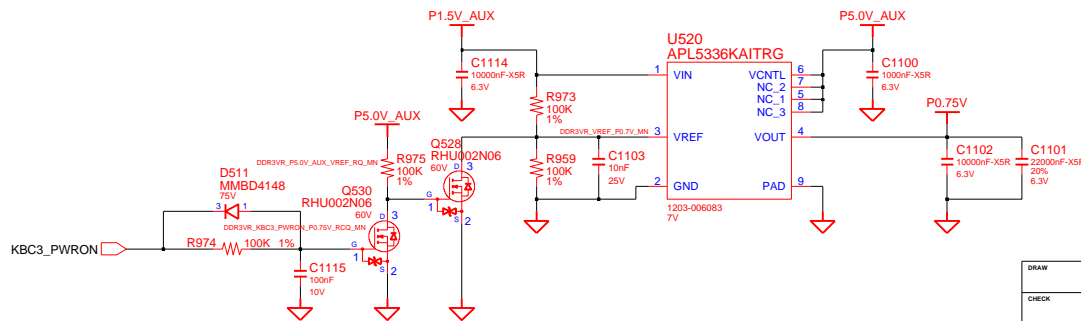 P1.5V_AUX
P5.0V_AUX
U520
APL5336KAITRG
C1114
10000nF-X5R
6.3V
1
VIN
VCNTL
6
NC_2
7
NC_1
5
NC_3
8
C1100
1000nF-X5R
6.3V
R973
100K
1%
P5.0V_AUX
P0.75V
DDR3VR_VREF_P0.7V_MN
3
VREF
VOUT
4
DDR3VR_P5.0V_AUX_VREF_RQ_MN
Q528
RHU002N06
60V
D
3
G
1
S
2
R975
100K
1%
R959
100K
1%
C1103
10nF
25V
C1102
10000nF-X5R
6.3V
C1101
22000nF-X5R
20%
6.3V
2
GND
PAD
9
1203-006083
7V
D511
MMBD4148
75V
3
1
Q530
RHU002N06
60V
D
3
G
1
S
2
DDR3VR_KBC3_PWRON_P0.75V_RCQ_MN
KBC3_PWRON
R974
100K
1%
C1115
100nF
10V
DRAW
CHECK